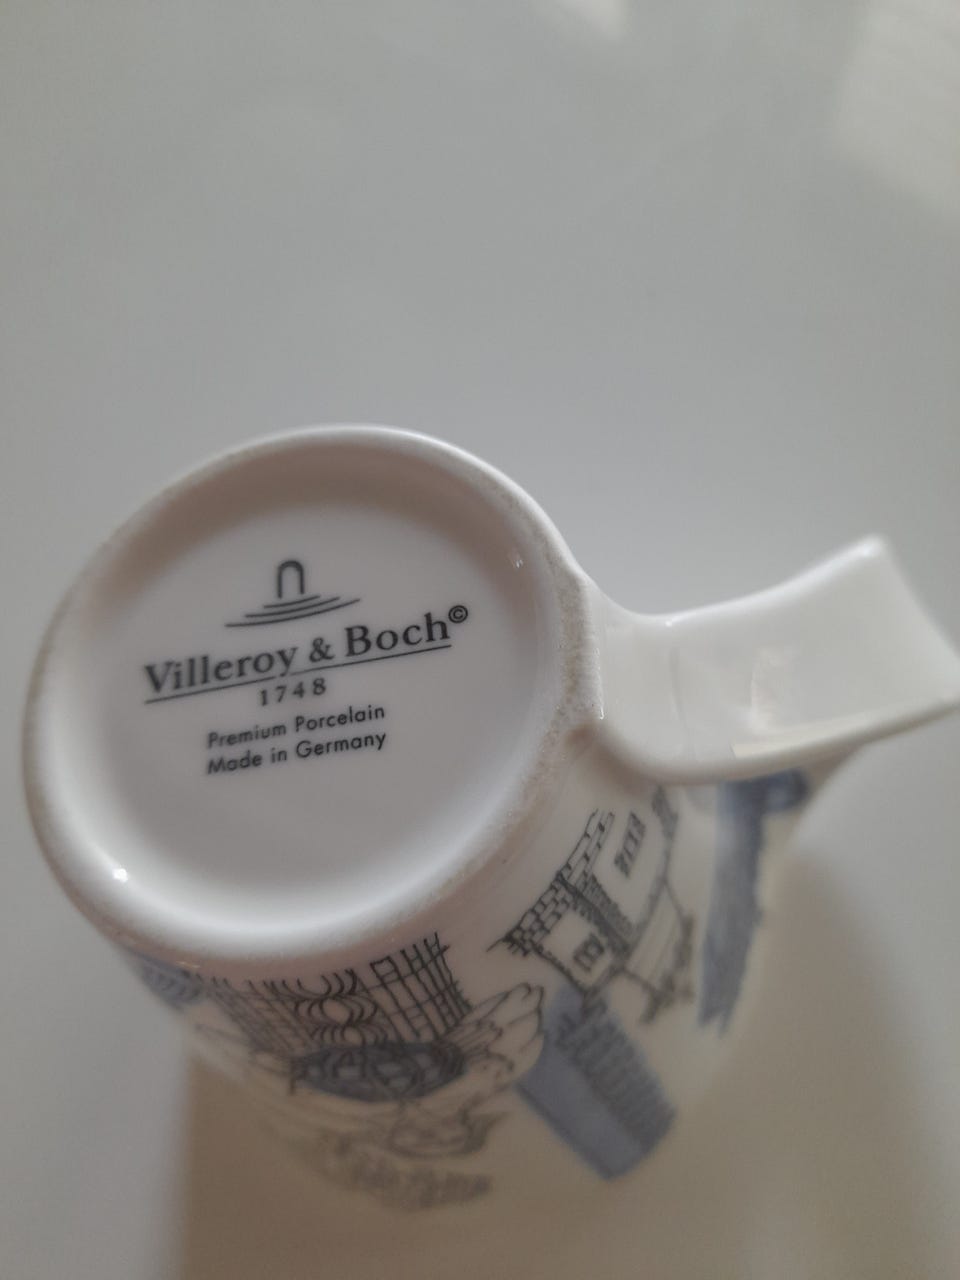 Villeroy & Boch©
1748
Premium Porcelain
Made in Germany